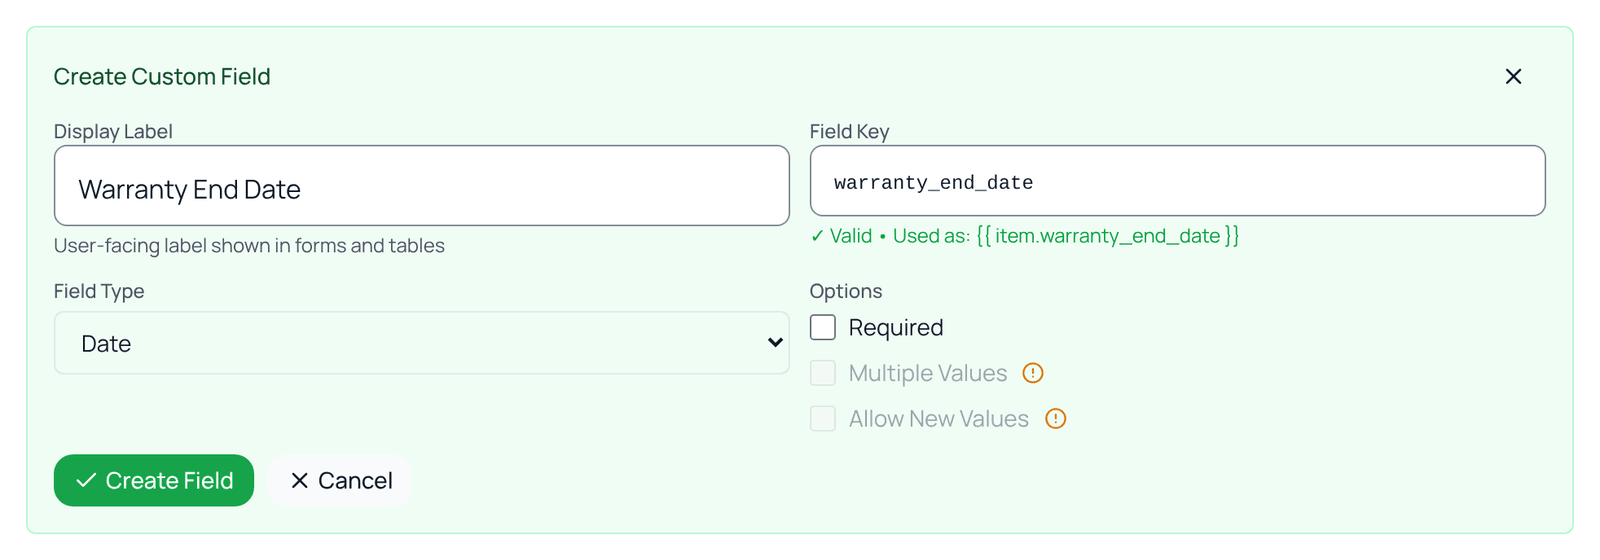 Create Custom Field
Display Label
Warranty End Date
User-facing label shown in forms and tables
Field Key
warranty_end_date
✓ Valid • Used as: {{ item.warranty_end_date }}
Field Type
Date
Options
Required
Multiple Values
Allow New Values
Create Field
Cancel